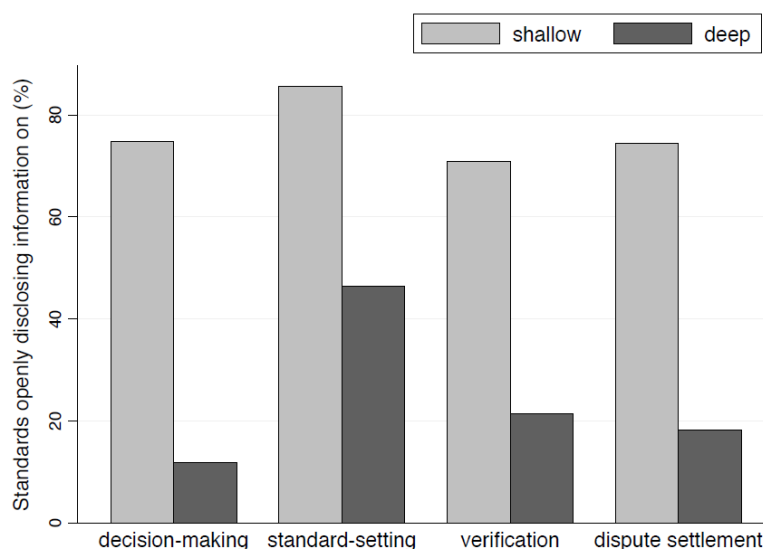 shallow deep
Standards openly disclosing information on (%)
80
60
40
20
0
decision-making standard-setting verification dispute settlement